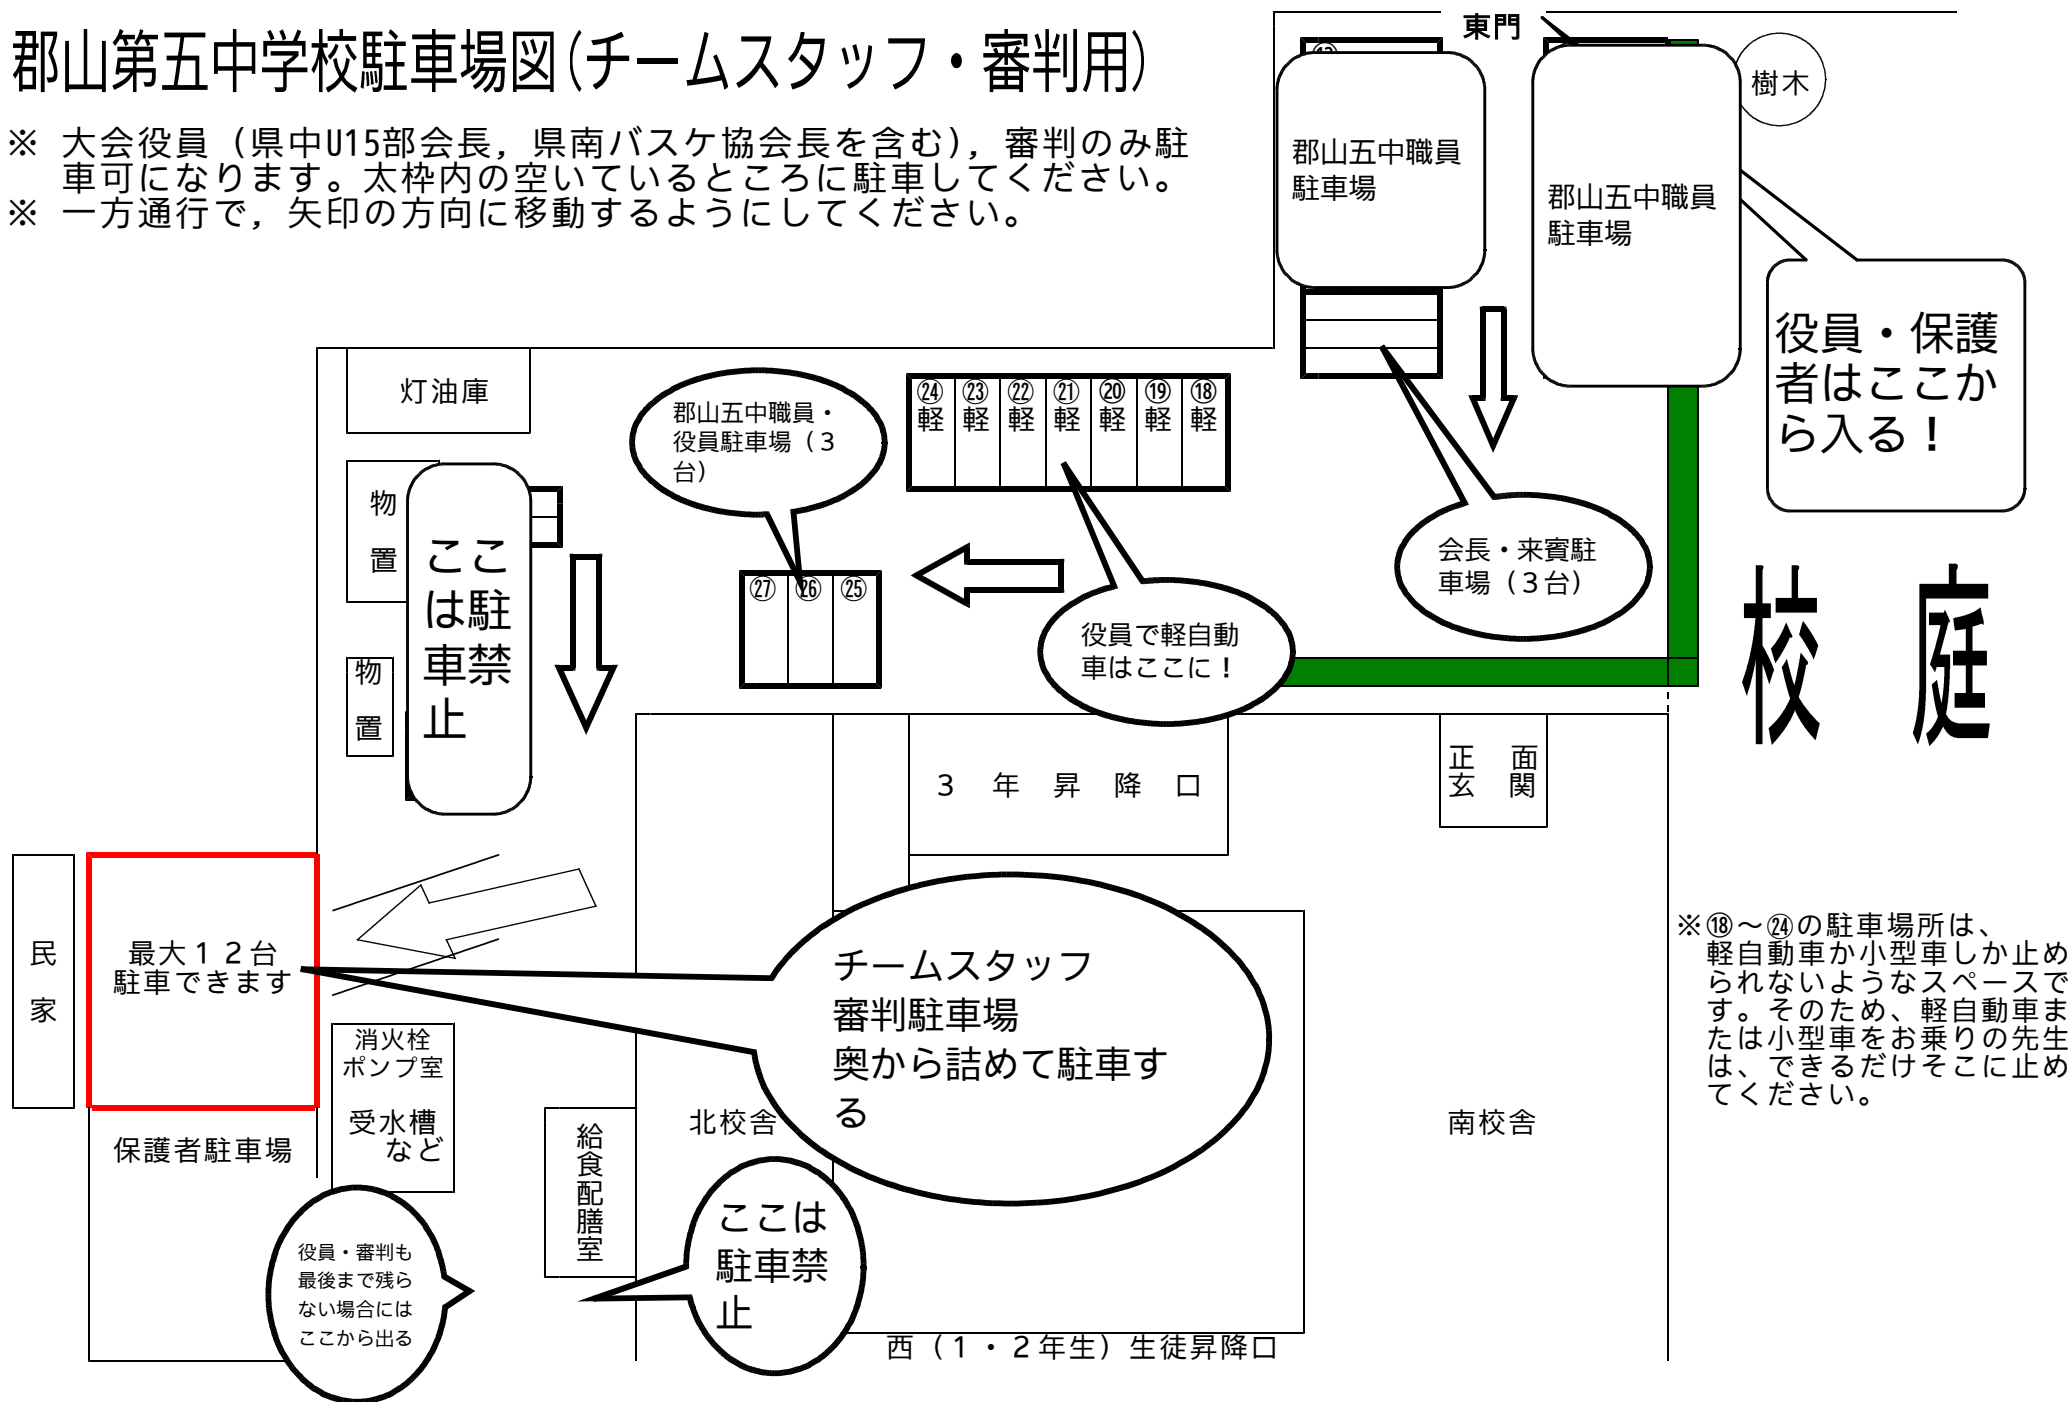 郡山第五中学校駐車場図(チームスタッフ・審判用)
※ 大会役員（県中U15部会長，県南バスケ協会長を含む），審判のみ駐
車可になります。太枠内の空いているところに駐車してください。
※ 一方通行で，矢印の方向に移動するようにしてください。
東門
樹木
郡山五中職員
駐車場
郡山五中職員
駐車場
役員・保護
者はここか
ら入る！
灯油庫
郡山五中職員・
役員駐車場（３
台）
㉔ ㉓ ㉒ ㉑ ⑳ ⑲ ⑱
軽 軽 軽 軽 軽 軽 軽
物
置
ここ
は駐
車禁
止
会長・来賓駐
車場（３台）
㉗ ㉖ ㉕
役員で軽自動
車はここに！
校 庭
物
置
３ 年 昇 降 口
正 面
玄 関
民
家
最大１２台
駐車できます
チームスタッフ
審判駐車場
奥から詰めて駐車す
る
※⑱～㉔の駐車場所は、
軽自動車か小型車しか止め
られないようなスペースで
す。そのため、軽自動車ま
たは小型車をお乗りの先生
は、できるだけそこに止め
てください。
消火栓
ポンプ室
受水槽
など
保護者駐車場
給
食
配
膳
室
北校舎
南校舎
ここは
駐車禁
止
役員・審判も
最後まで残ら
ない場合には
ここから出る
西（１・２年生）生徒昇降口